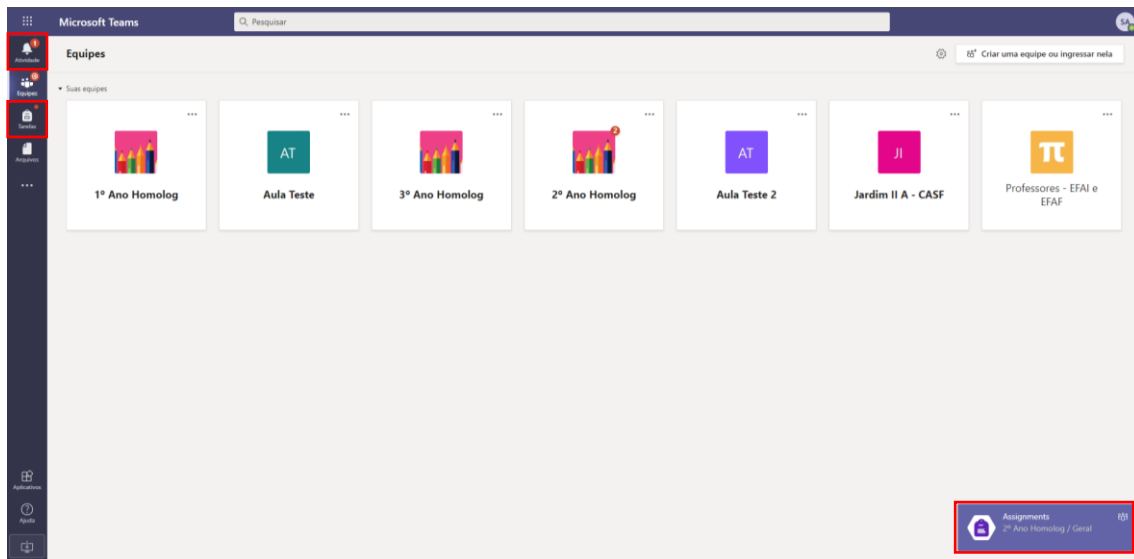 Microsoft Teams
Pesquisar
SA
Atividade
1
Equipes
Tarefas
Arquivos
Equipes
Criar uma equipe ou ingressar nela
Suas equipes
1º Ano Homolog
AT
Aula Teste
3º Ano Homolog
2
2º Ano Homolog
AT
Aula Teste 2
JI
Jardim II A - CASF
π
Professores - EFAI e
EFAF
Aplicativos
Ajuda
Assignments
2º Ano Homolog / Geral